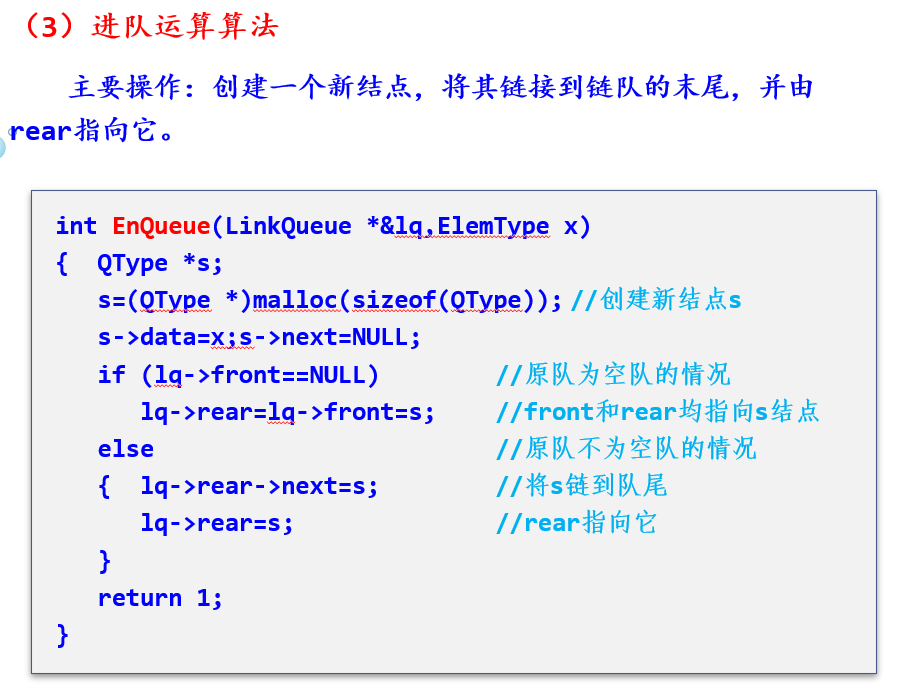 （3）进队运算算法
主要操作：创建一个新结点，将其链接到链队的末尾，并由
rear指向它。
int EnQueue(LinkQueue *&lq,ElemType x)
{  QType *s;
s=(QType *)malloc(sizeof(QType)); //创建新结点s
s->data=x;s->next=NULL;
if (lq->front==NULL) //原队为空队的情况
lq->rear=lq->front=s; //front和rear均指向s结点
else //原队不为空队的情况
{  lq->rear->next=s; //将s链到队尾
lq->rear=s; //rear指向它
}
return 1;
}